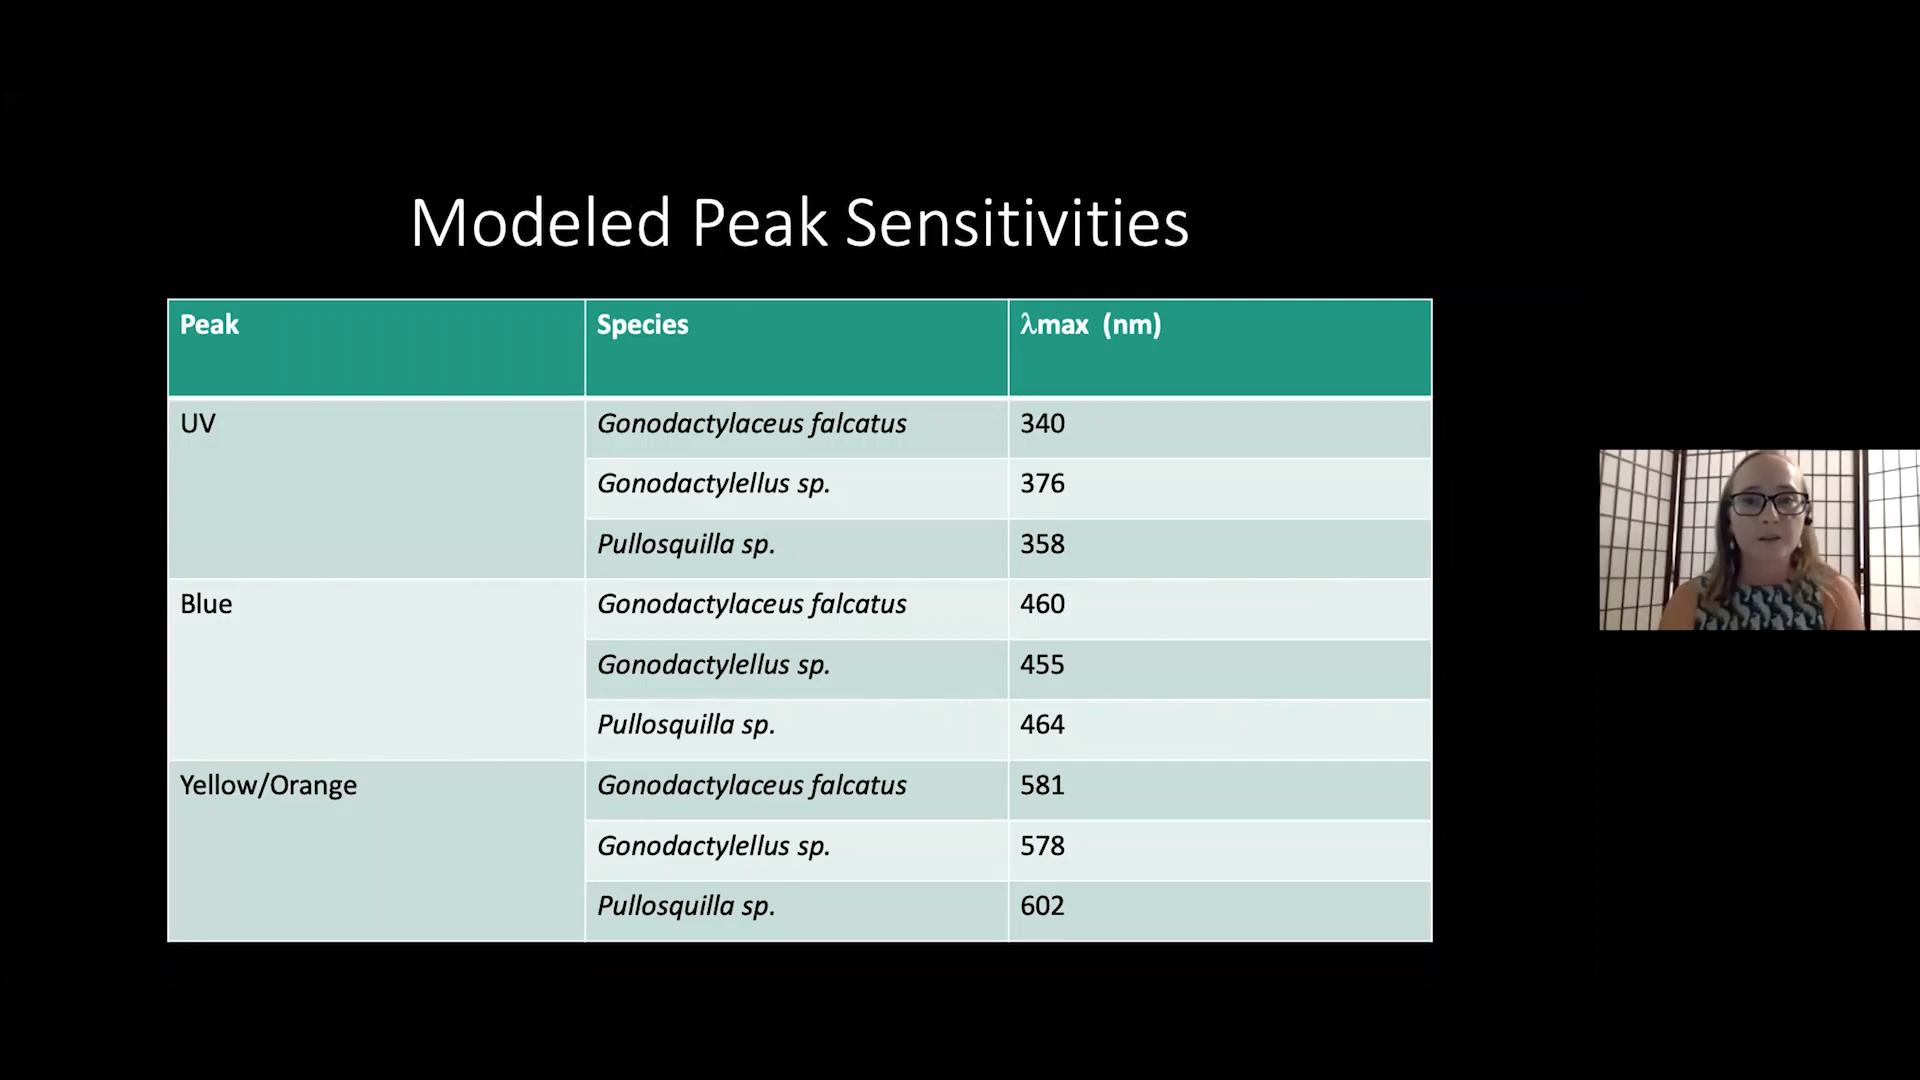 Modeled Peak Sensitivities
Peak Species λmax (nm)
UV Gonodactylaceus falcatus 340
Gonodactylellus sp. 376
Pullosquilla sp. 358
Blue Gonodactylaceus falcatus 460
Gonodactylellus sp. 455
Pullosquilla sp. 464
Yellow/Orange Gonodactylaceus falcatus 581
Gonodactylellus sp. 578
Pullosquilla sp. 602